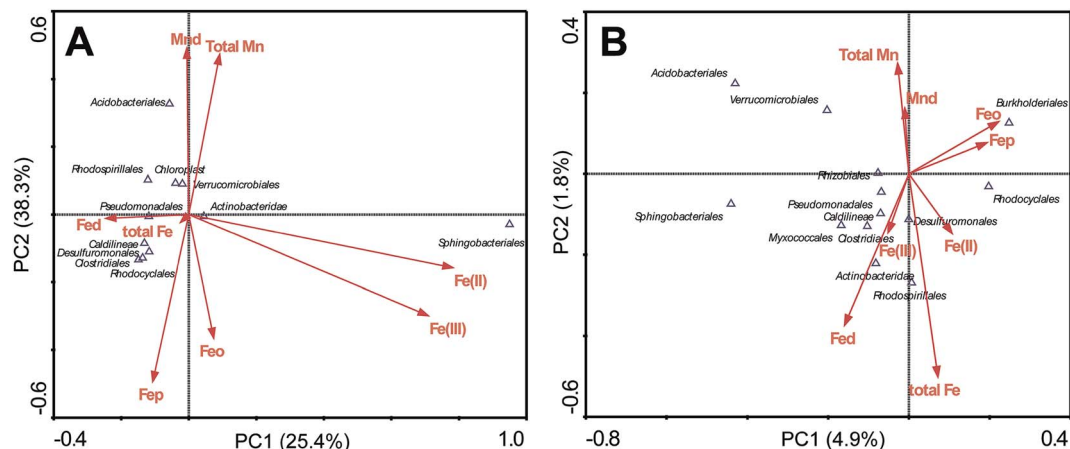 A
0.6
Mnd
Total Mn
Acidobacteriales
Rhodospirillales
Chloroplast
Verrucomicrobiales
Pseudomonadales
Actinobacteridae
Fed
total Fe
Sphingobacteriales
Caldilineae
Desulfuromonales
Clostridiales
Rhodocyclales
Fe(II)
Fe(III)
Feo
Fep
PC2 (38.3%)
-0.6
-0.4
PC1 (25.4%)
1.0
B
0.4
Total Mn
Acidobacteriales
Verrucomicrobiales
Mnd
Burkholderiales
Feo
Fep
Rhizobiales
Rhodocyclales
Sphingobacteriales
Pseudomonadales
Caldilineae
Desulfuromonales
Myxococcales
Clostridiales
Fe(III)
Fe(II)
Actinobacteridae
Rhodospirillales
Fed
total Fe
PC2 (1.8%)
-0.6
-0.8
PC1 (4.9%)
0.4